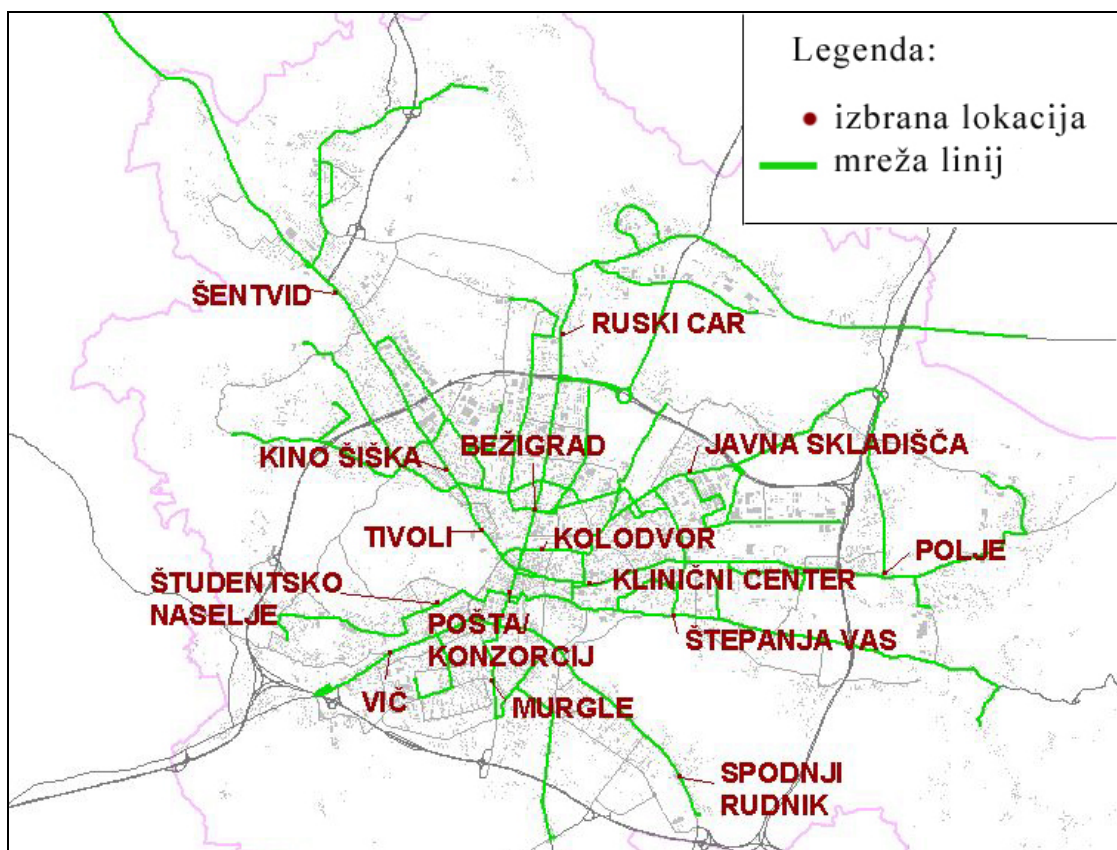 Legenda:
izbrana lokacija
mreža linij
ŠENTVID
RUSKI CAR
BEŽIGRAD
JAVNA SKLADIŠČA
KINO ŠIŠKA
TIVOLI
KOLODVOR
POLJE
KLINIČNI CENTER
ŠTUDENTSKO
NASELJE
POŠTA/
KONZORCIJ
ŠTEPANJA VAS
VIČ
MURGLE
SPODNJI
RUDNIK